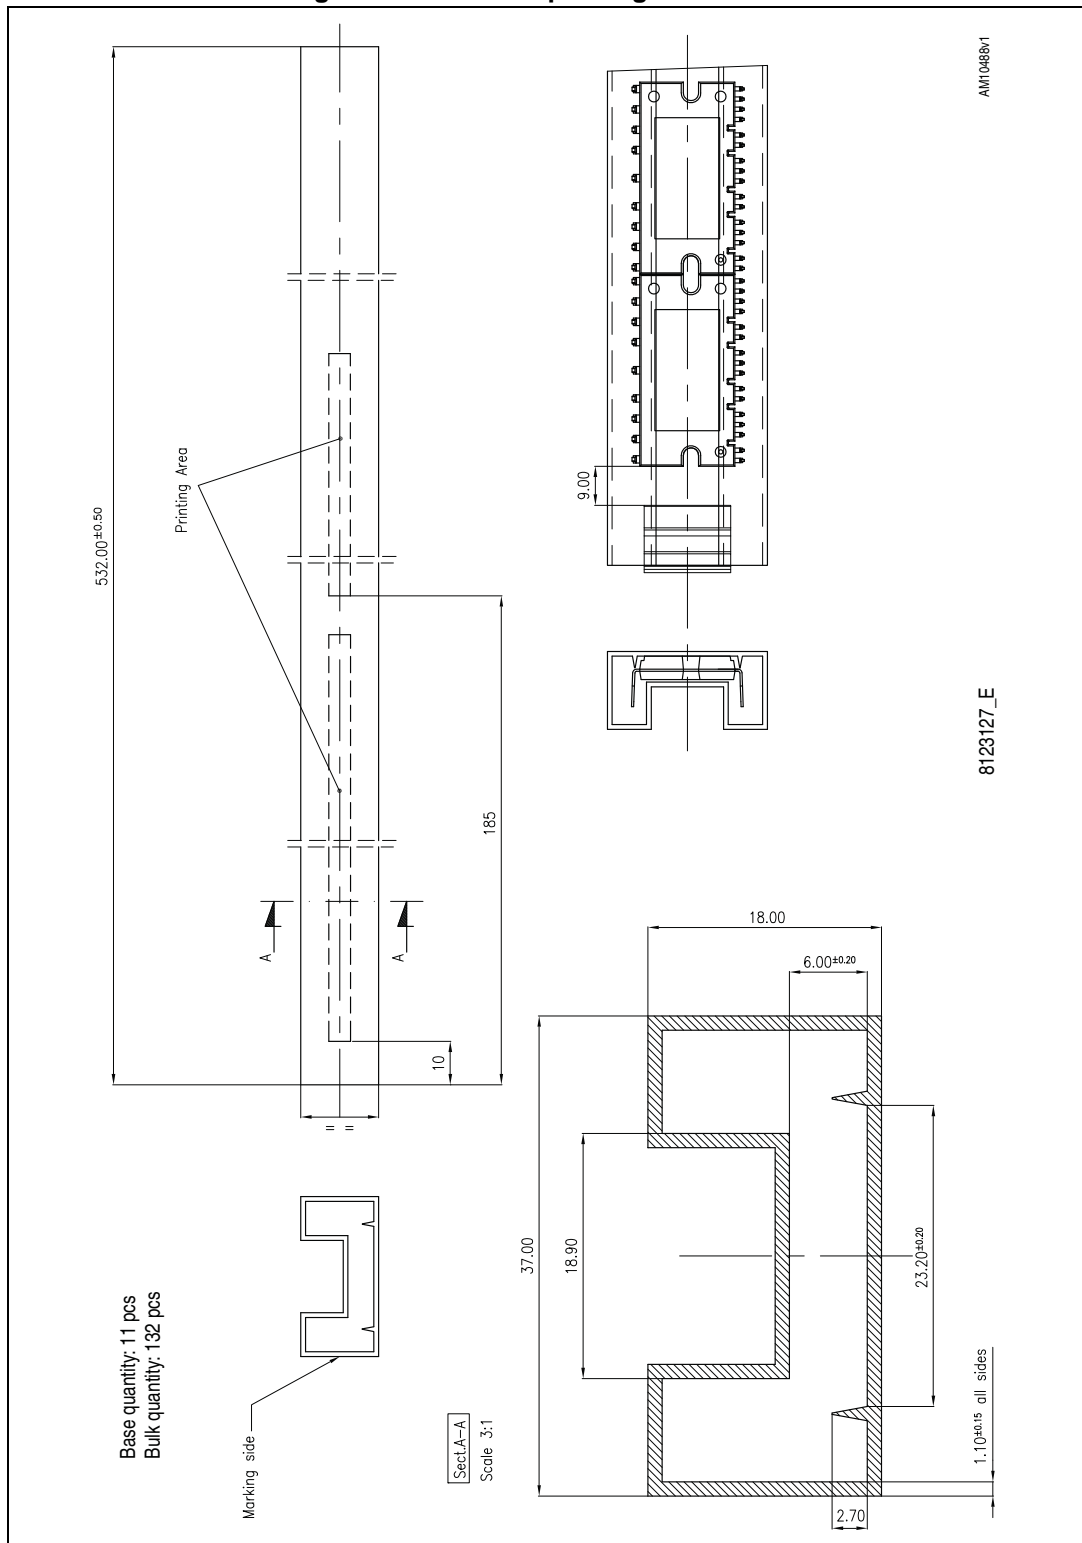 AM10488v1
532.00±0.50
Printing Area
9.00
185
8123127_E
A
A
10
= =
18.00
6.00±0.20
37.00
18.90
23.20±0.20
1.10±0.15 all sides
2.70
Base quantity: 11 pcs
Bulk quantity: 132 pcs
Marking side
Sect.A-A
Scale 3:1